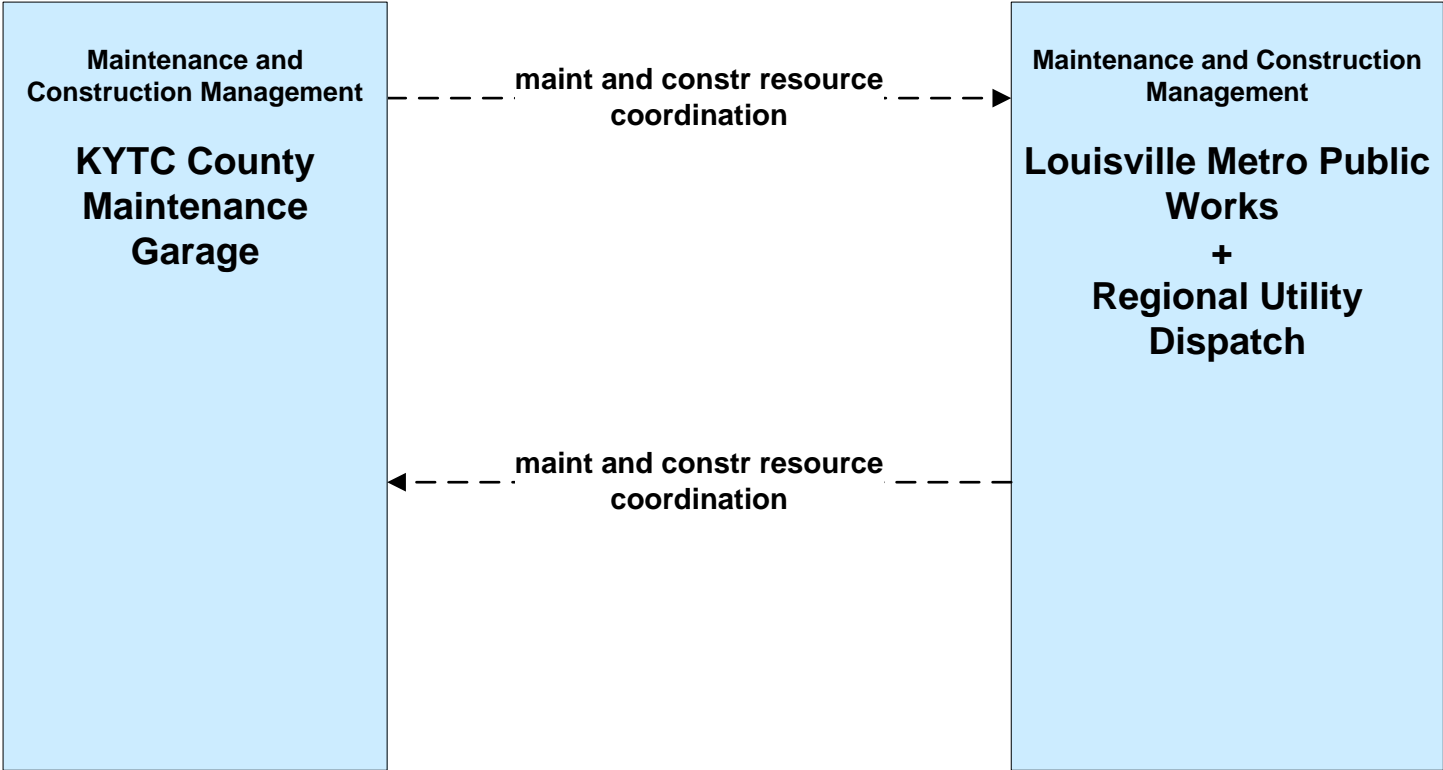 Maintenance and
Construction Management
KYTC County
Maintenance
Garage
maint and constr resource
coordination
maint and constr resource
coordination
Maintenance and Construction
Management
Louisville Metro Public
Works
+
Regional Utility
Dispatch